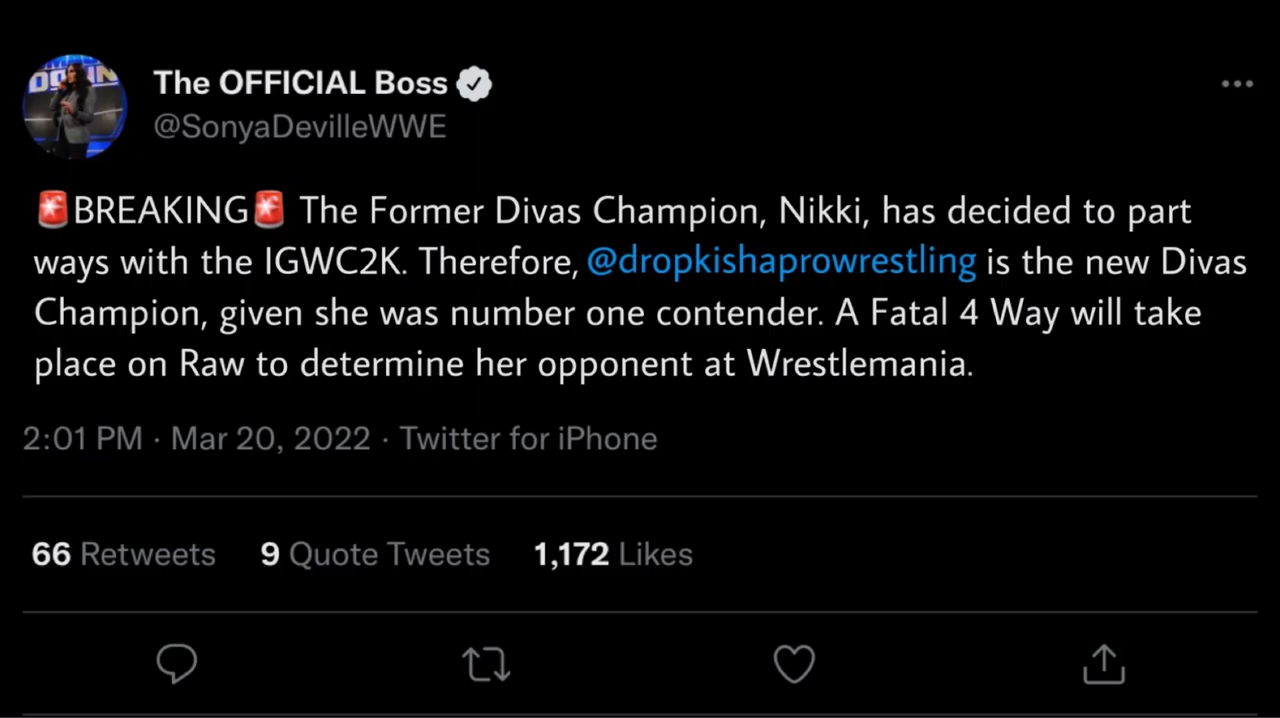 The OFFICIAL Boss
@SonyaDevilleWWE
🚨BREAKING🚨 The Former Divas Champion, Nikki, has decided to part
ways with the IGWC2K. Therefore, @dropkishaprowrestling is the new Divas
Champion, given she was number one contender. A Fatal 4 Way will take
place on Raw to determine her opponent at Wrestlemania.
2:01 PM · Mar 20, 2022 · Twitter for iPhone
66 Retweets 9 Quote Tweets 1,172 Likes